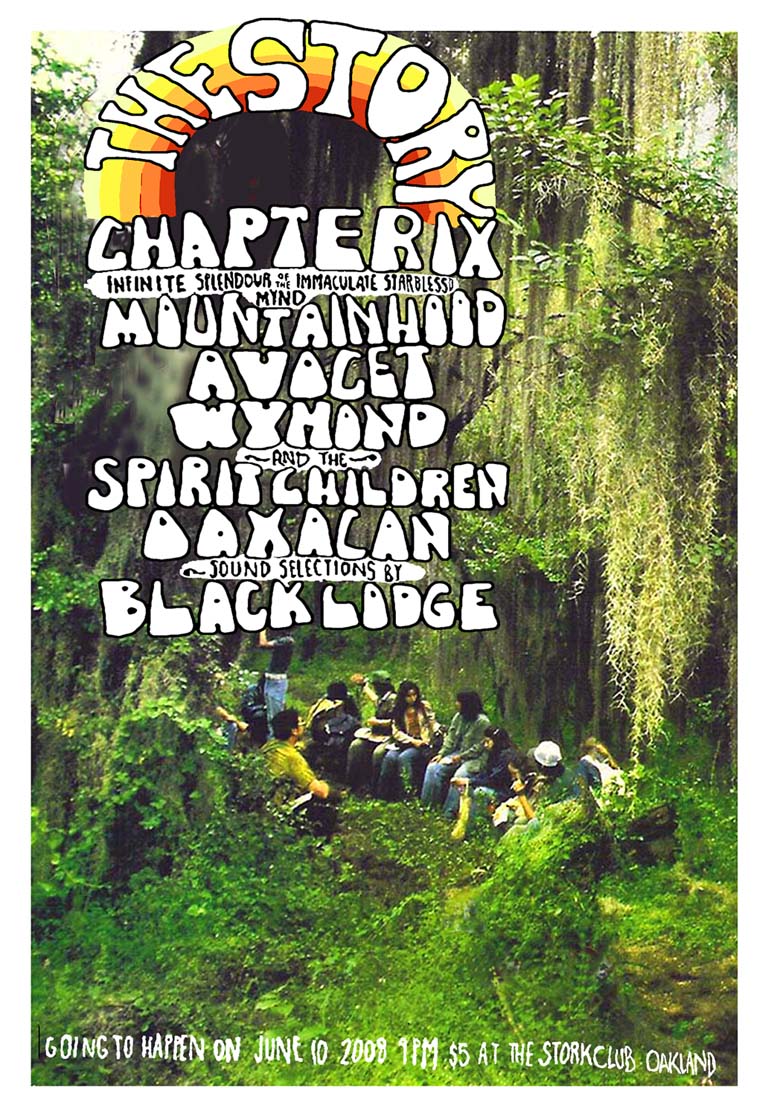 THE STORY
CHAPTER IX
INFINITE SPLENDOUR OF THE IMMACULATE STARBLESSD
MYND
MOUNTAINHOOD
AVOCET
WYMOND
AND THE
SPIRIT CHILDREN
OAXACAN
SOUND SELECTIONS BY
BLACK LODGE
GOING TO HAPPEN ON JUNE 10 2008 9PM $5 AT THE STORK CLUB · OAKLAND